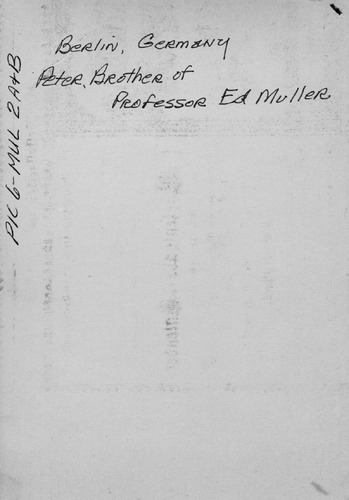 Berlin, Germany
Peter, Brother of
Professor Ed Muller
PIC 6-MUL 2A+B